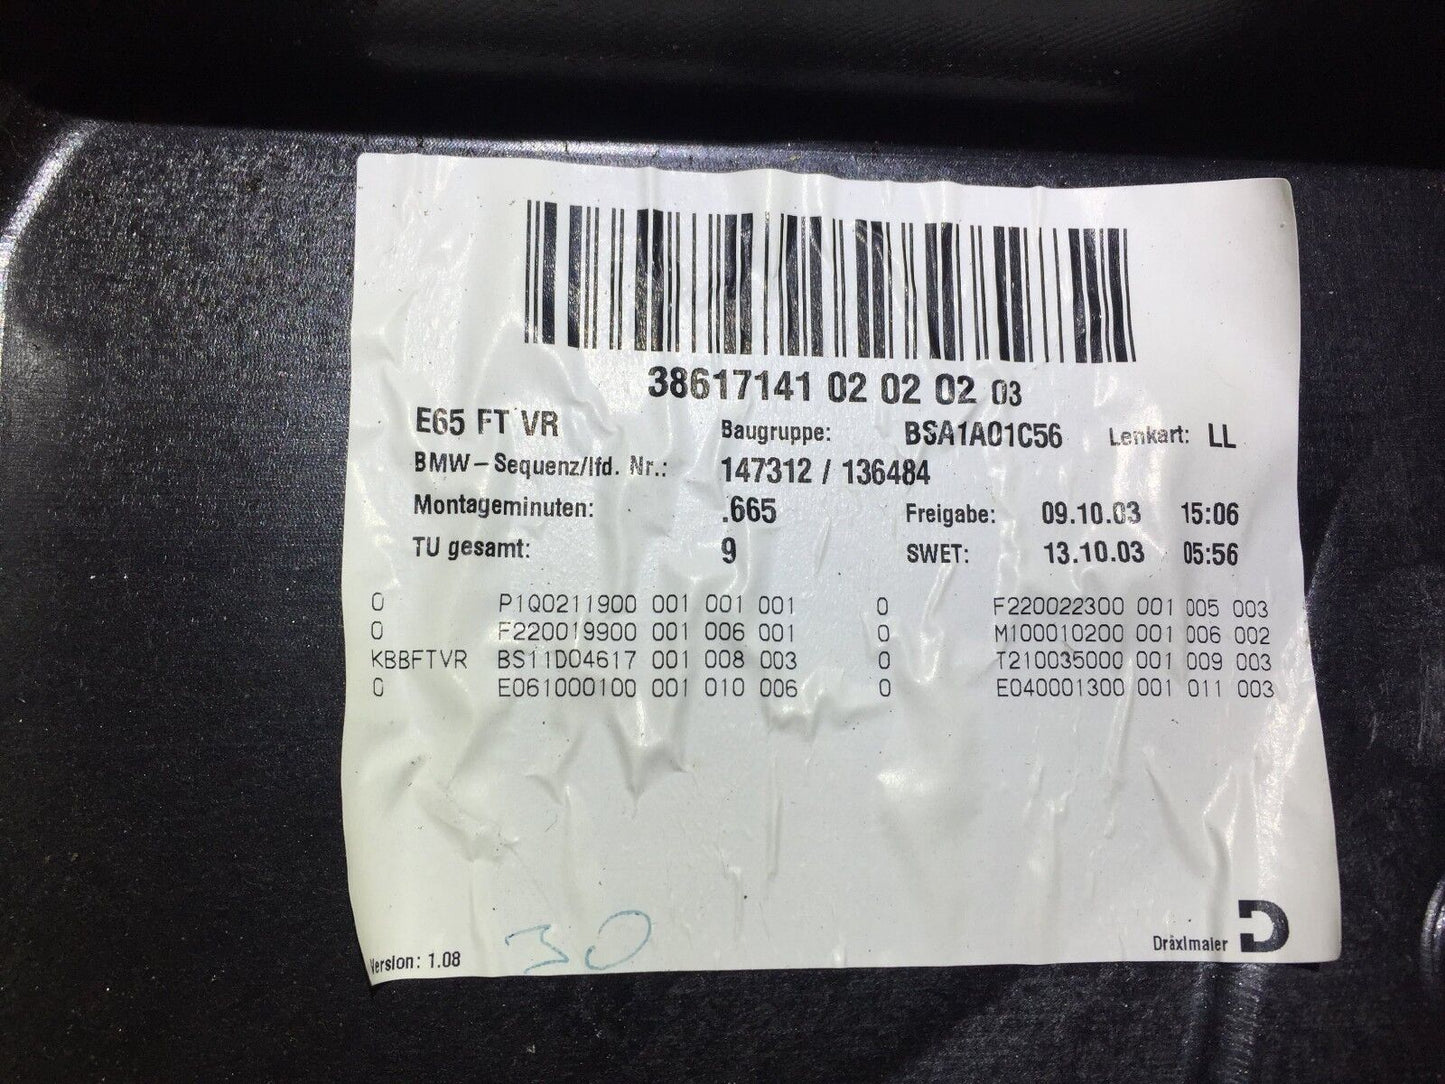 38617141 02 02 02 03
E65 FT VR Baugruppe: BSA1A01C56 Lenkart: LL
BMW-Sequenz/lfd. Nr.: 147312 / 136484
Montageminuten: .665 Freigabe: 09.10.03 15:06
TU gesamt: 9 SWET: 13.10.03 05:56
0 P1Q0211900 001 001 001 0 F220022300 001 005 003
0 F220019900 001 006 001 0 M100010200 001 006 002
KBBFTVR BS11D04617 001 008 003 0 T210035000 001 009 003
0 E061000100 001 010 006 0 E040001300 001 011 003
30
Version: 1.08
Dräxlmaier D